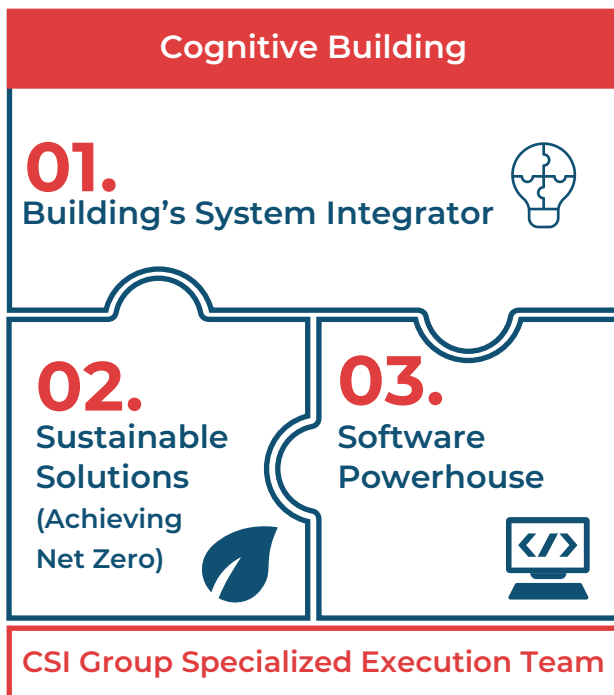 Cognitive Building
01.
Building’s System Integrator
02.
Sustainable
Solutions
(Achieving
Net Zero)
03.
Software
Powerhouse
</>
CSI Group Specialized Execution Team